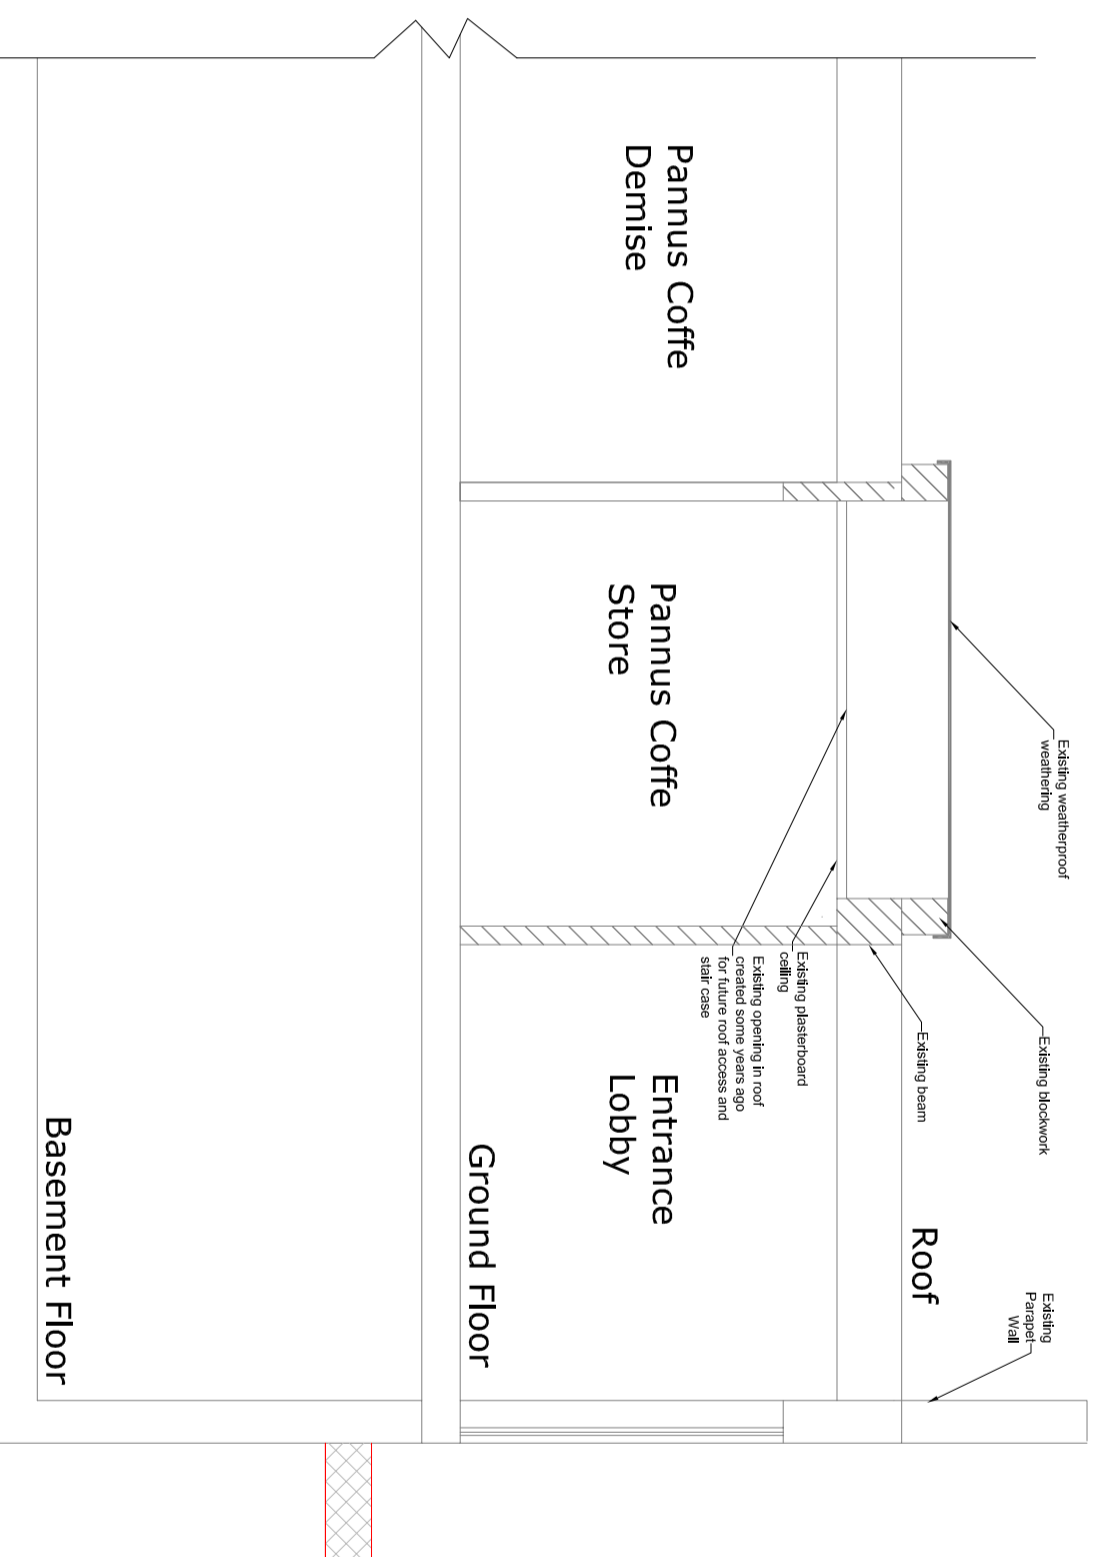 Existing weatherproof
weathering
Existing blockwork
Existing
Parapet
Wall
Existing beam
Roof
Existing plasterboard
ceiling
Existing opening in roof
created some years ago
for future roof access and
stair case
Pannus Coffe
Demise
Pannus Coffe
Store
Entrance
Lobby
Ground Floor
Basement Floor